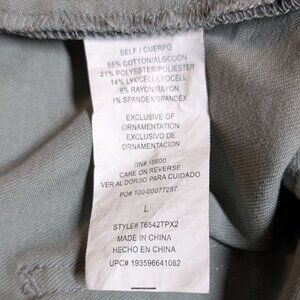 SELF / CUERPO
55% COTTON/ALGODON
21% POLYESTER/POLIESTER
14% LYOCELL/LYOCELL
9% RAYON/RAYON
1% SPANDEX/SPANDEX
EXCLUSIVE OF
ORNAMENTATION
EXCLUSIVO DE
ORNAMENTACION
RN# 15600
CARE ON REVERSE
VER AL DORSO PARA CUIDADO
PO# 100-00077287
L
STYLE# T6542TPX2
MADE IN CHINA
HECHO EN CHINA
UPC# 193596641082